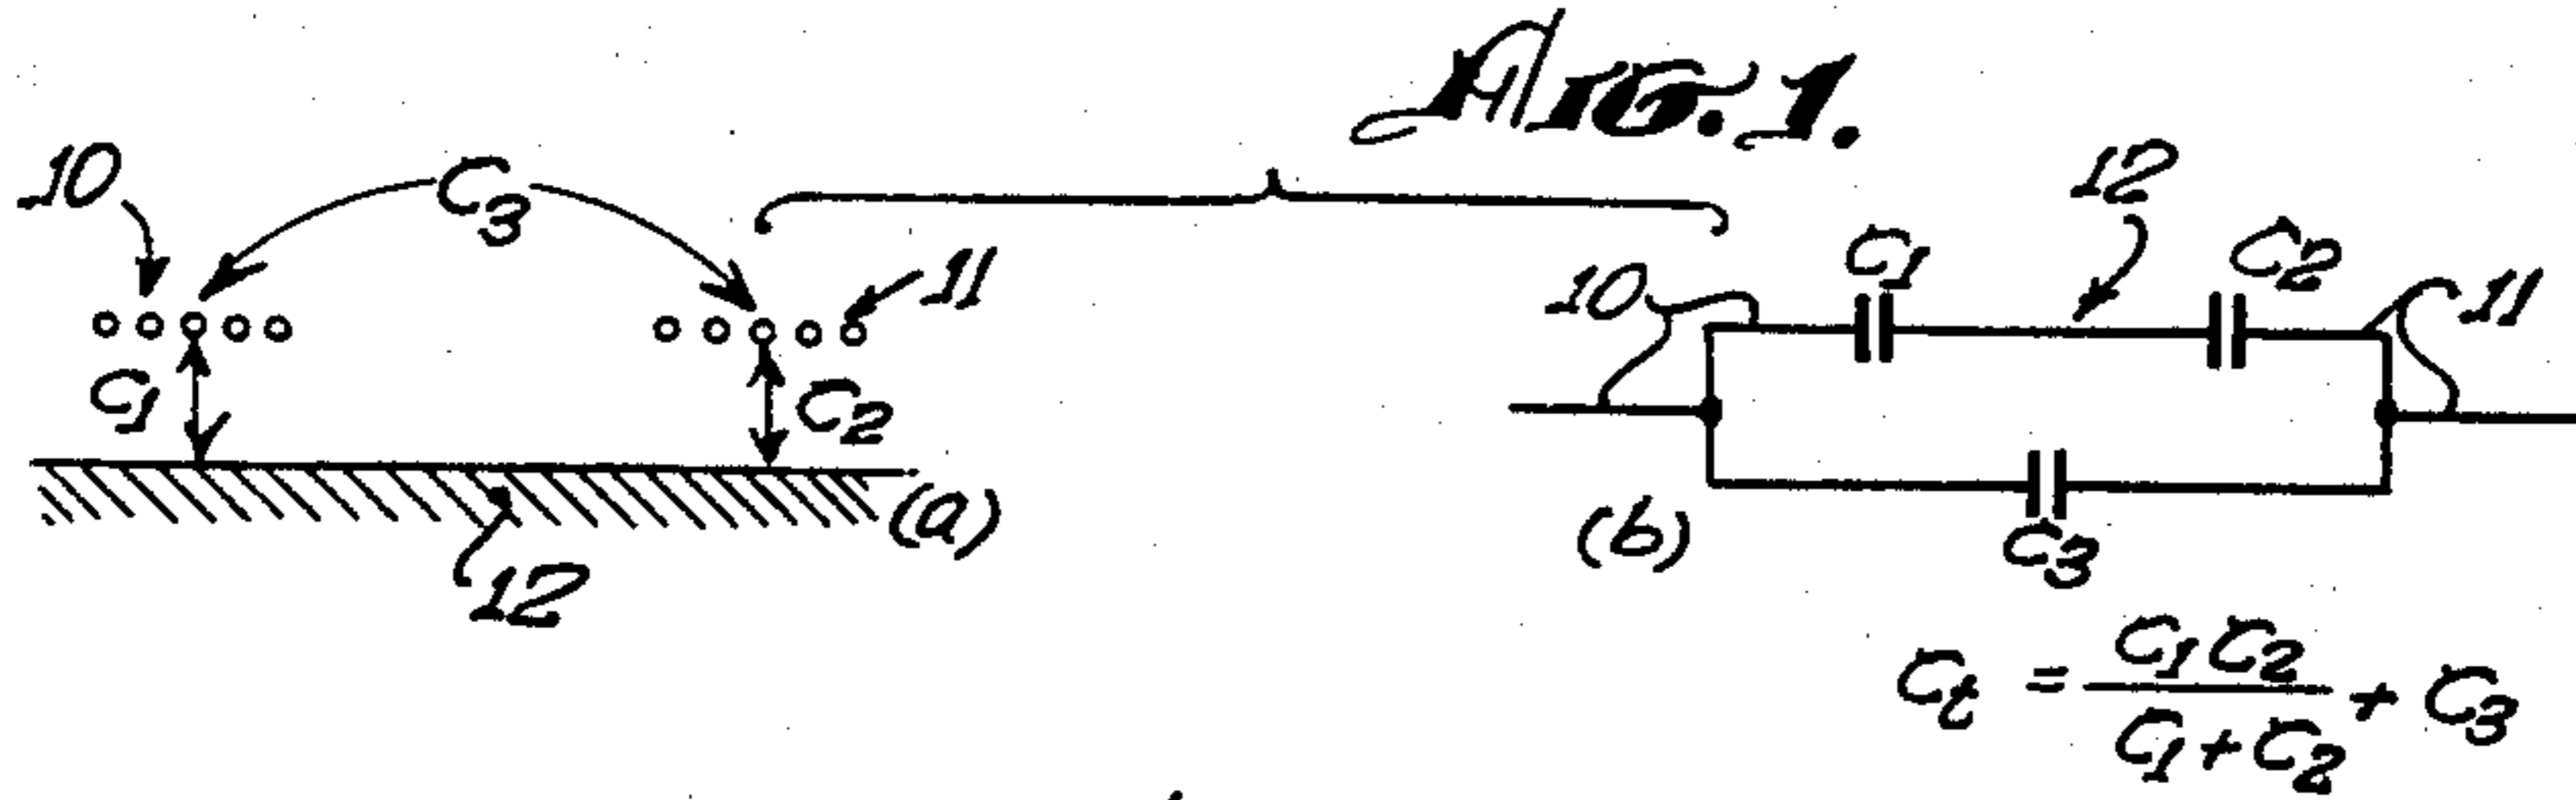 FIG. 1.
10
C3
11
C1
C2
12
(a)
12
C1
C2
10
11
(b)
C3
Ct = C1C2 / C1+C2 + C3